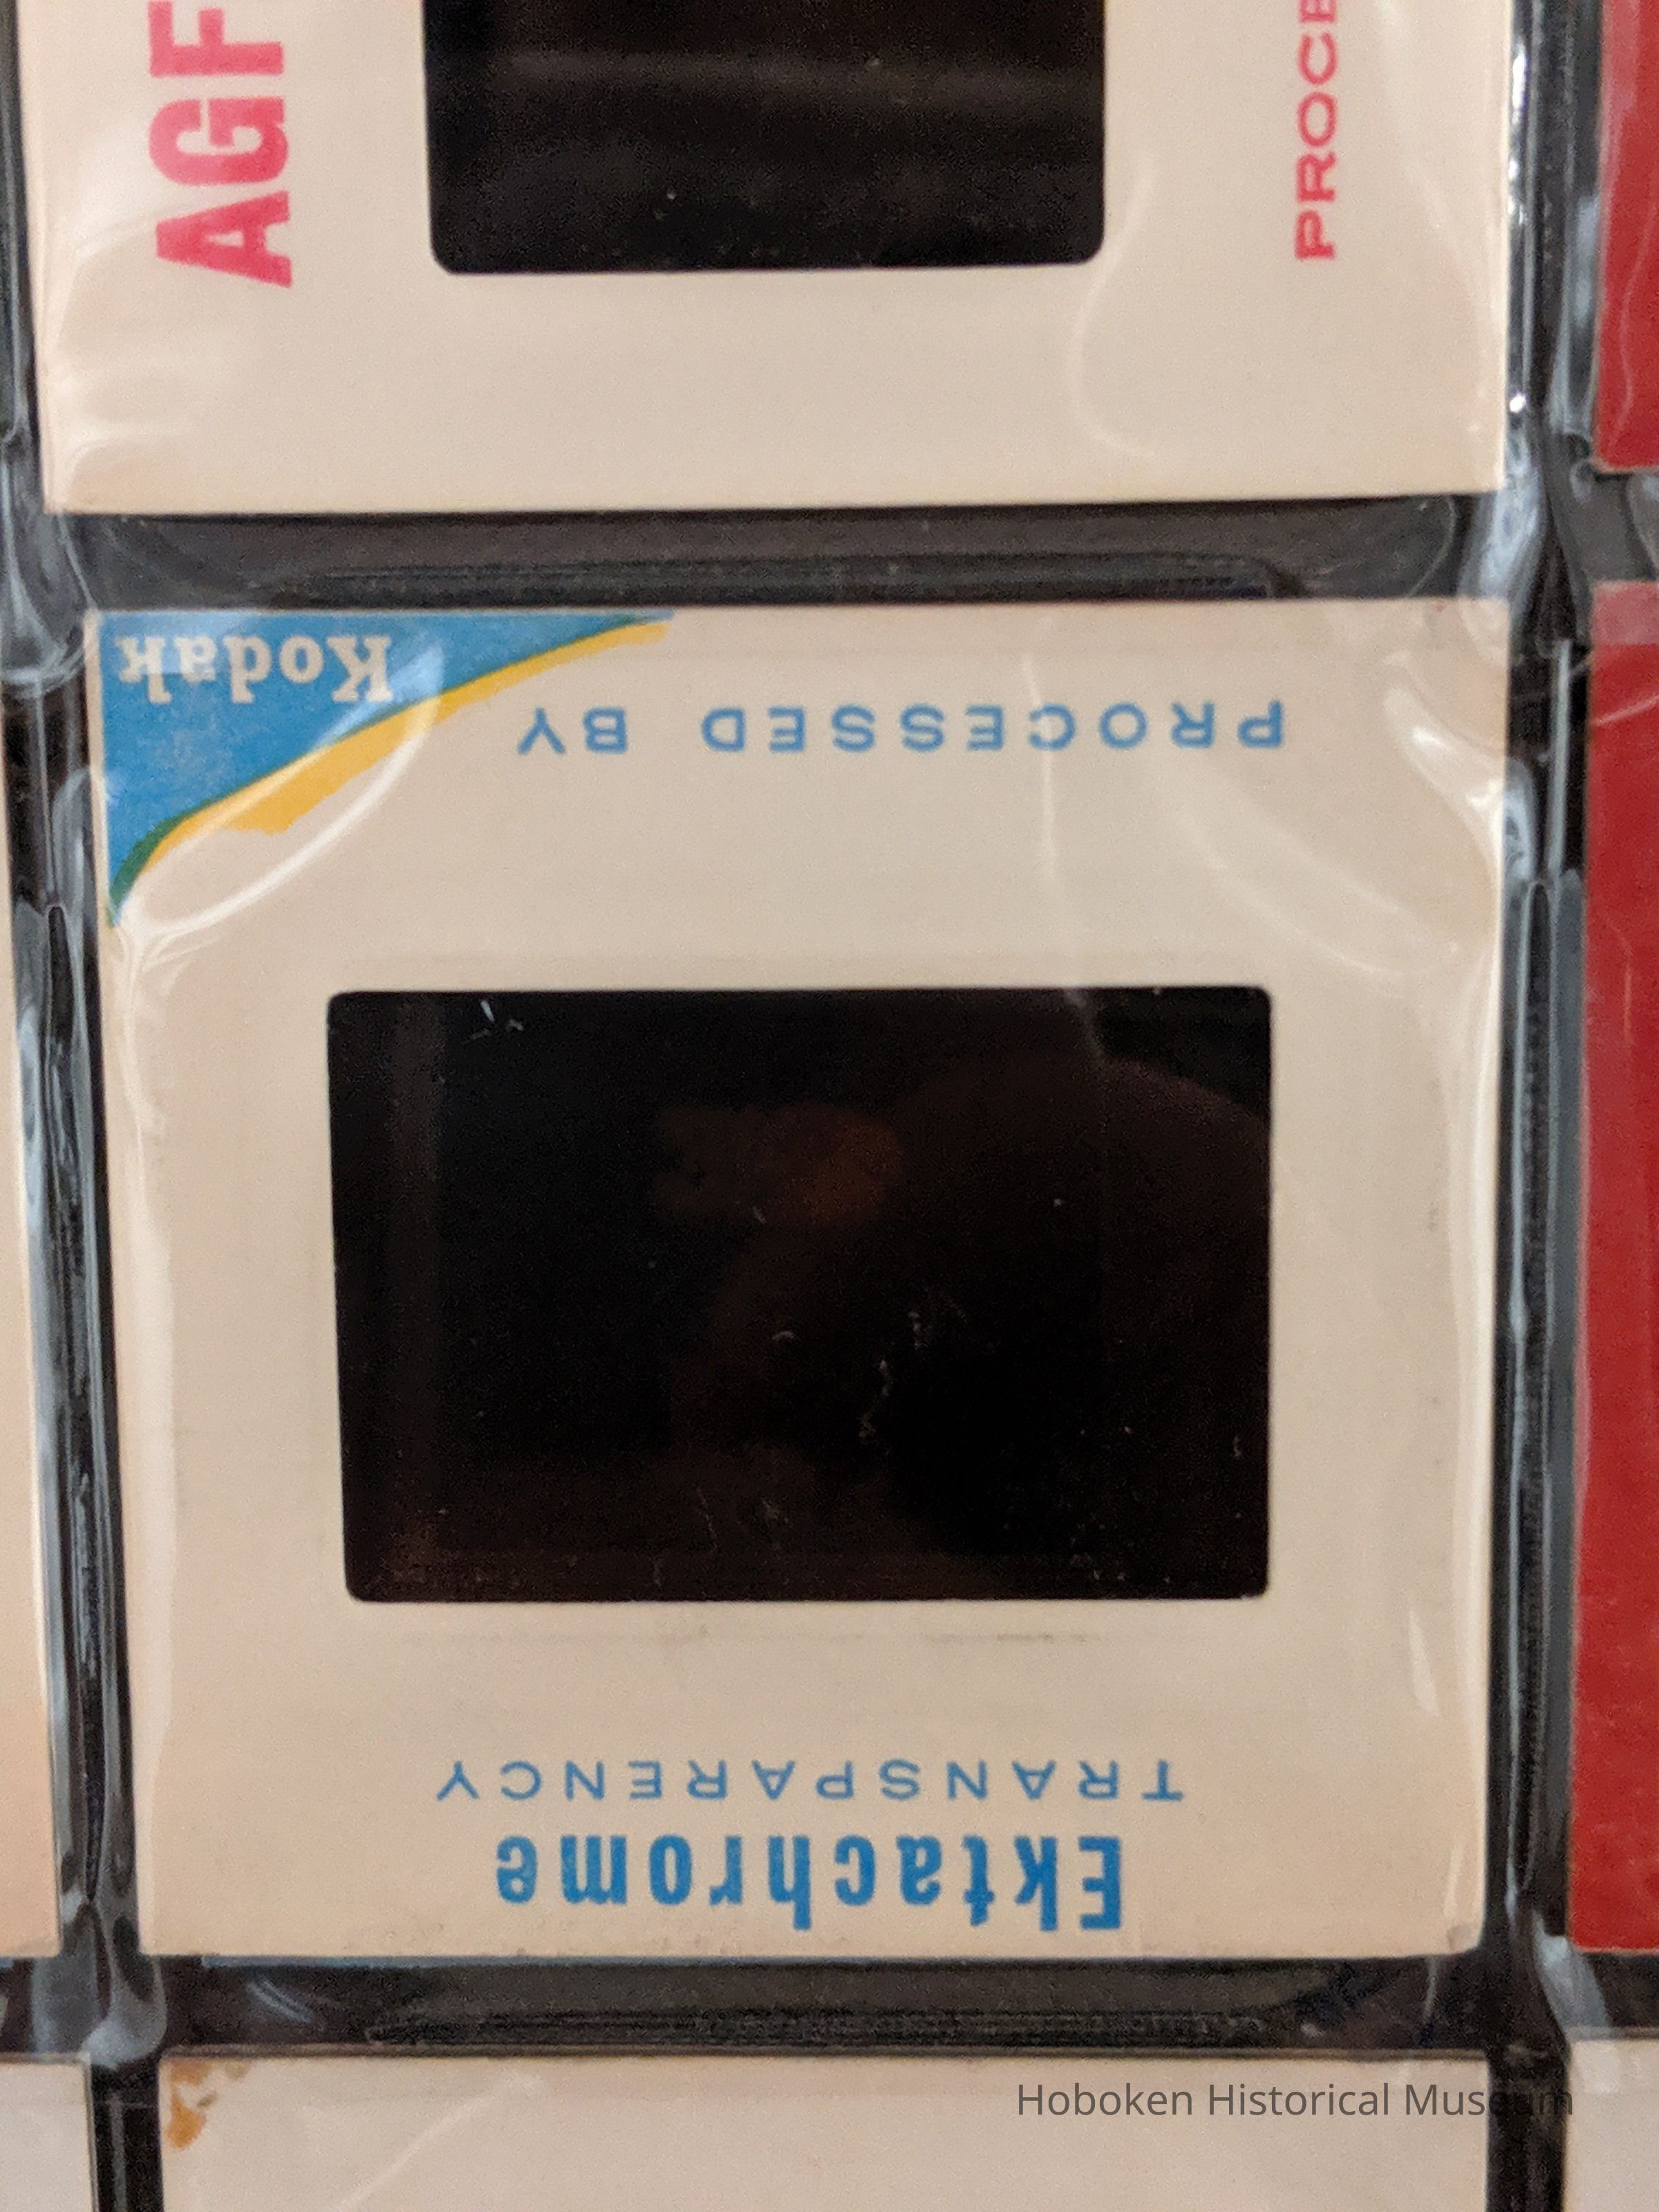 AGF
PROCE
Kodak
PROCESSED BY
TRANSPARENCY
Ektachrome
Hoboken Historical Museum